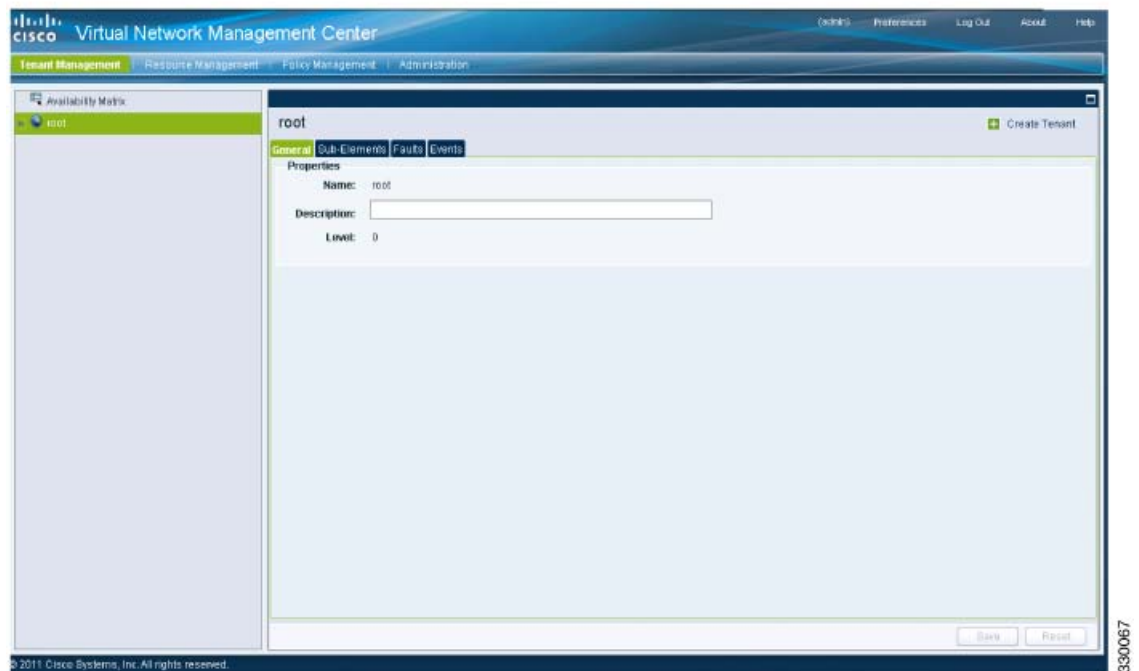 CISCO Virtual Network Management Center
(admin) Preferences Log Out About Help
Tenant Management | Resource Management | Policy Management | Administration
Availability Matrix
root
root
Create Tenant
General Sub-Elements Faults Events
Properties
Name: root
Description:
Level: 0
Save Reset
© 2011 Cisco Systems, Inc. All rights reserved.
330067